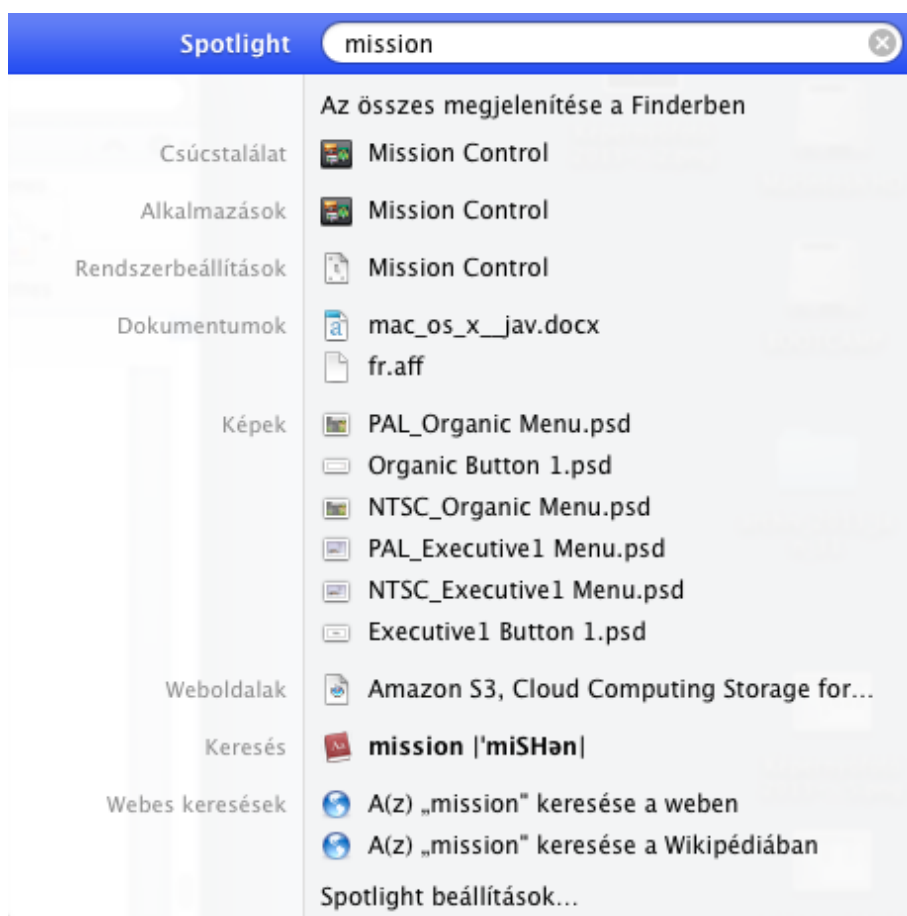 Spotlight mission
Az összes megjelenítése a Finderben
Csúcstalálat Mission Control
Alkalmazások Mission Control
Rendszerbeállítások Mission Control
Dokumentumok mac_os_x__jav.docx
fr.aff
Képek PAL_Organic Menu.psd
Organic Button 1.psd
NTSC_Organic Menu.psd
PAL_Executive1 Menu.psd
NTSC_Executive1 Menu.psd
Executive1 Button 1.psd
Weboldalak Amazon S3, Cloud Computing Storage for...
Keresés mission |'miSHən|
Webes keresések A(z) „mission" keresése a weben
A(z) „mission" keresése a Wikipédiában
Spotlight beállítások...